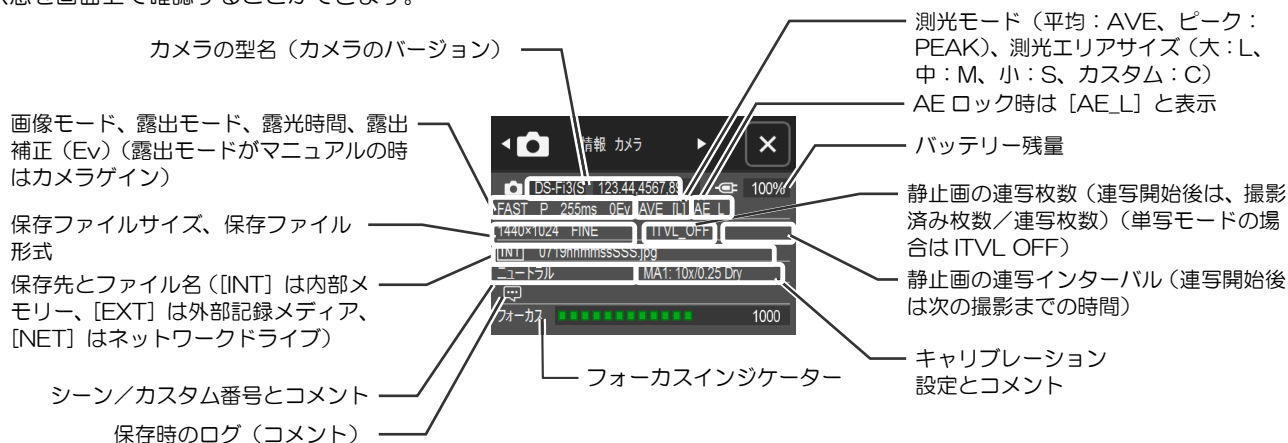 カメラの型名（カメラのバージョン）
画像モード、露出モード、露光時間、露出
補正（Ev）（露出モードがマニュアルの時
はカメラゲイン）
保存ファイルサイズ、保存ファイル
形式
保存先とファイル名（[INT］は内部メ
モリー、[EXT］は外部記録メディア、
[NET］はネットワークドライブ）
シーン／カスタム番号とコメント
保存時のログ（コメント）
情報 カメラ
100%
FAST P 255ms 0Ev AVE [L] AE_L
1440×1024 FINE ITVL_OFF
[INT]
ニュートラル MA1: 10x/0.25 Dry
フォーカス 1000
フォーカスインジケーター
測光モード（平均：AVE、ピーク：
PEAK）、測光エリアサイズ（大：L、
中：M、小：S、カスタム：C）
AE ロック時は［AE_L］と表示
バッテリー残量
静止画の連写枚数（連写開始後は、撮影
済み枚数／連写枚数）（単写モードの場
合は ITVL OFF）
静止画の連写インターバル（連写開始後
は次の撮影までの時間）
キャリブレーション
設定とコメント